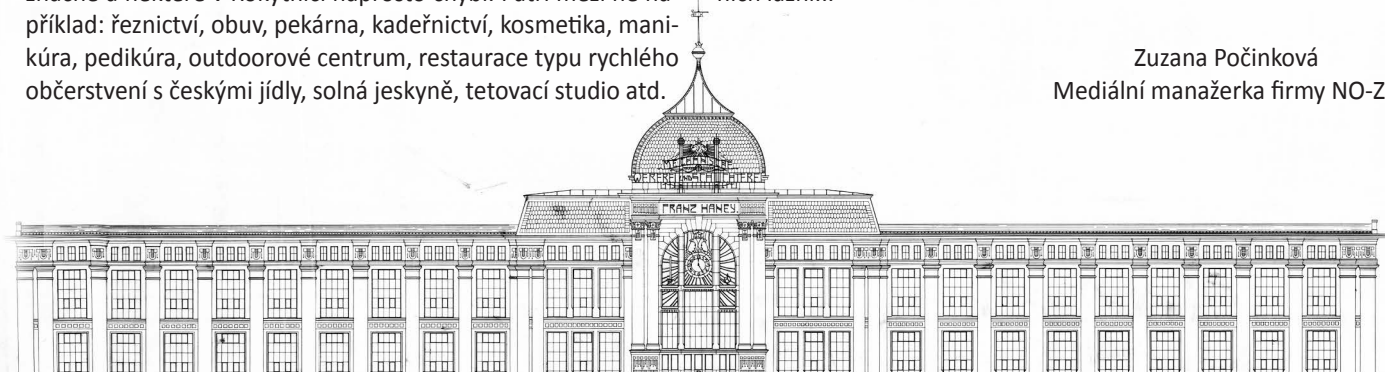 příklad: řeznictví, obuv, pekárna, kadeřnictví, kosmetika, mani-
kúra, pedikúra, outdoorové centrum, restaurace typu rychlého
občerstvení s českými jídly, solná jeskyně, tetovací studio atd.
Zuzana Počinková
Mediální manažerka firmy NO-Z
FRANZ HANEY